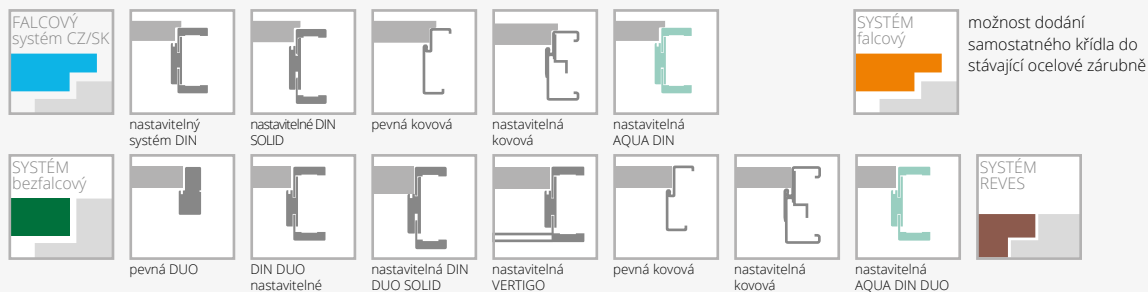 FALCOVÝ
systém CZ/SK
nastavitelný
systém DIN
nastavitelné DIN
SOLID
pevná kovová
nastavitelná
kovová
nastavitelná
AQUA DIN
SYSTÉM
falcový
možnost dodání
samostatného křídla do
stávající ocelové zárubně
SYSTÉM
bezfalcový
pevná DUO
DIN DUO
nastavitelné
nastavitelná DIN
DUO SOLID
nastavitelná
VERTIGO
pevná kovová
nastavitelná
kovová
nastavitelná
AQUA DIN DUO
SYSTÉM
REVES